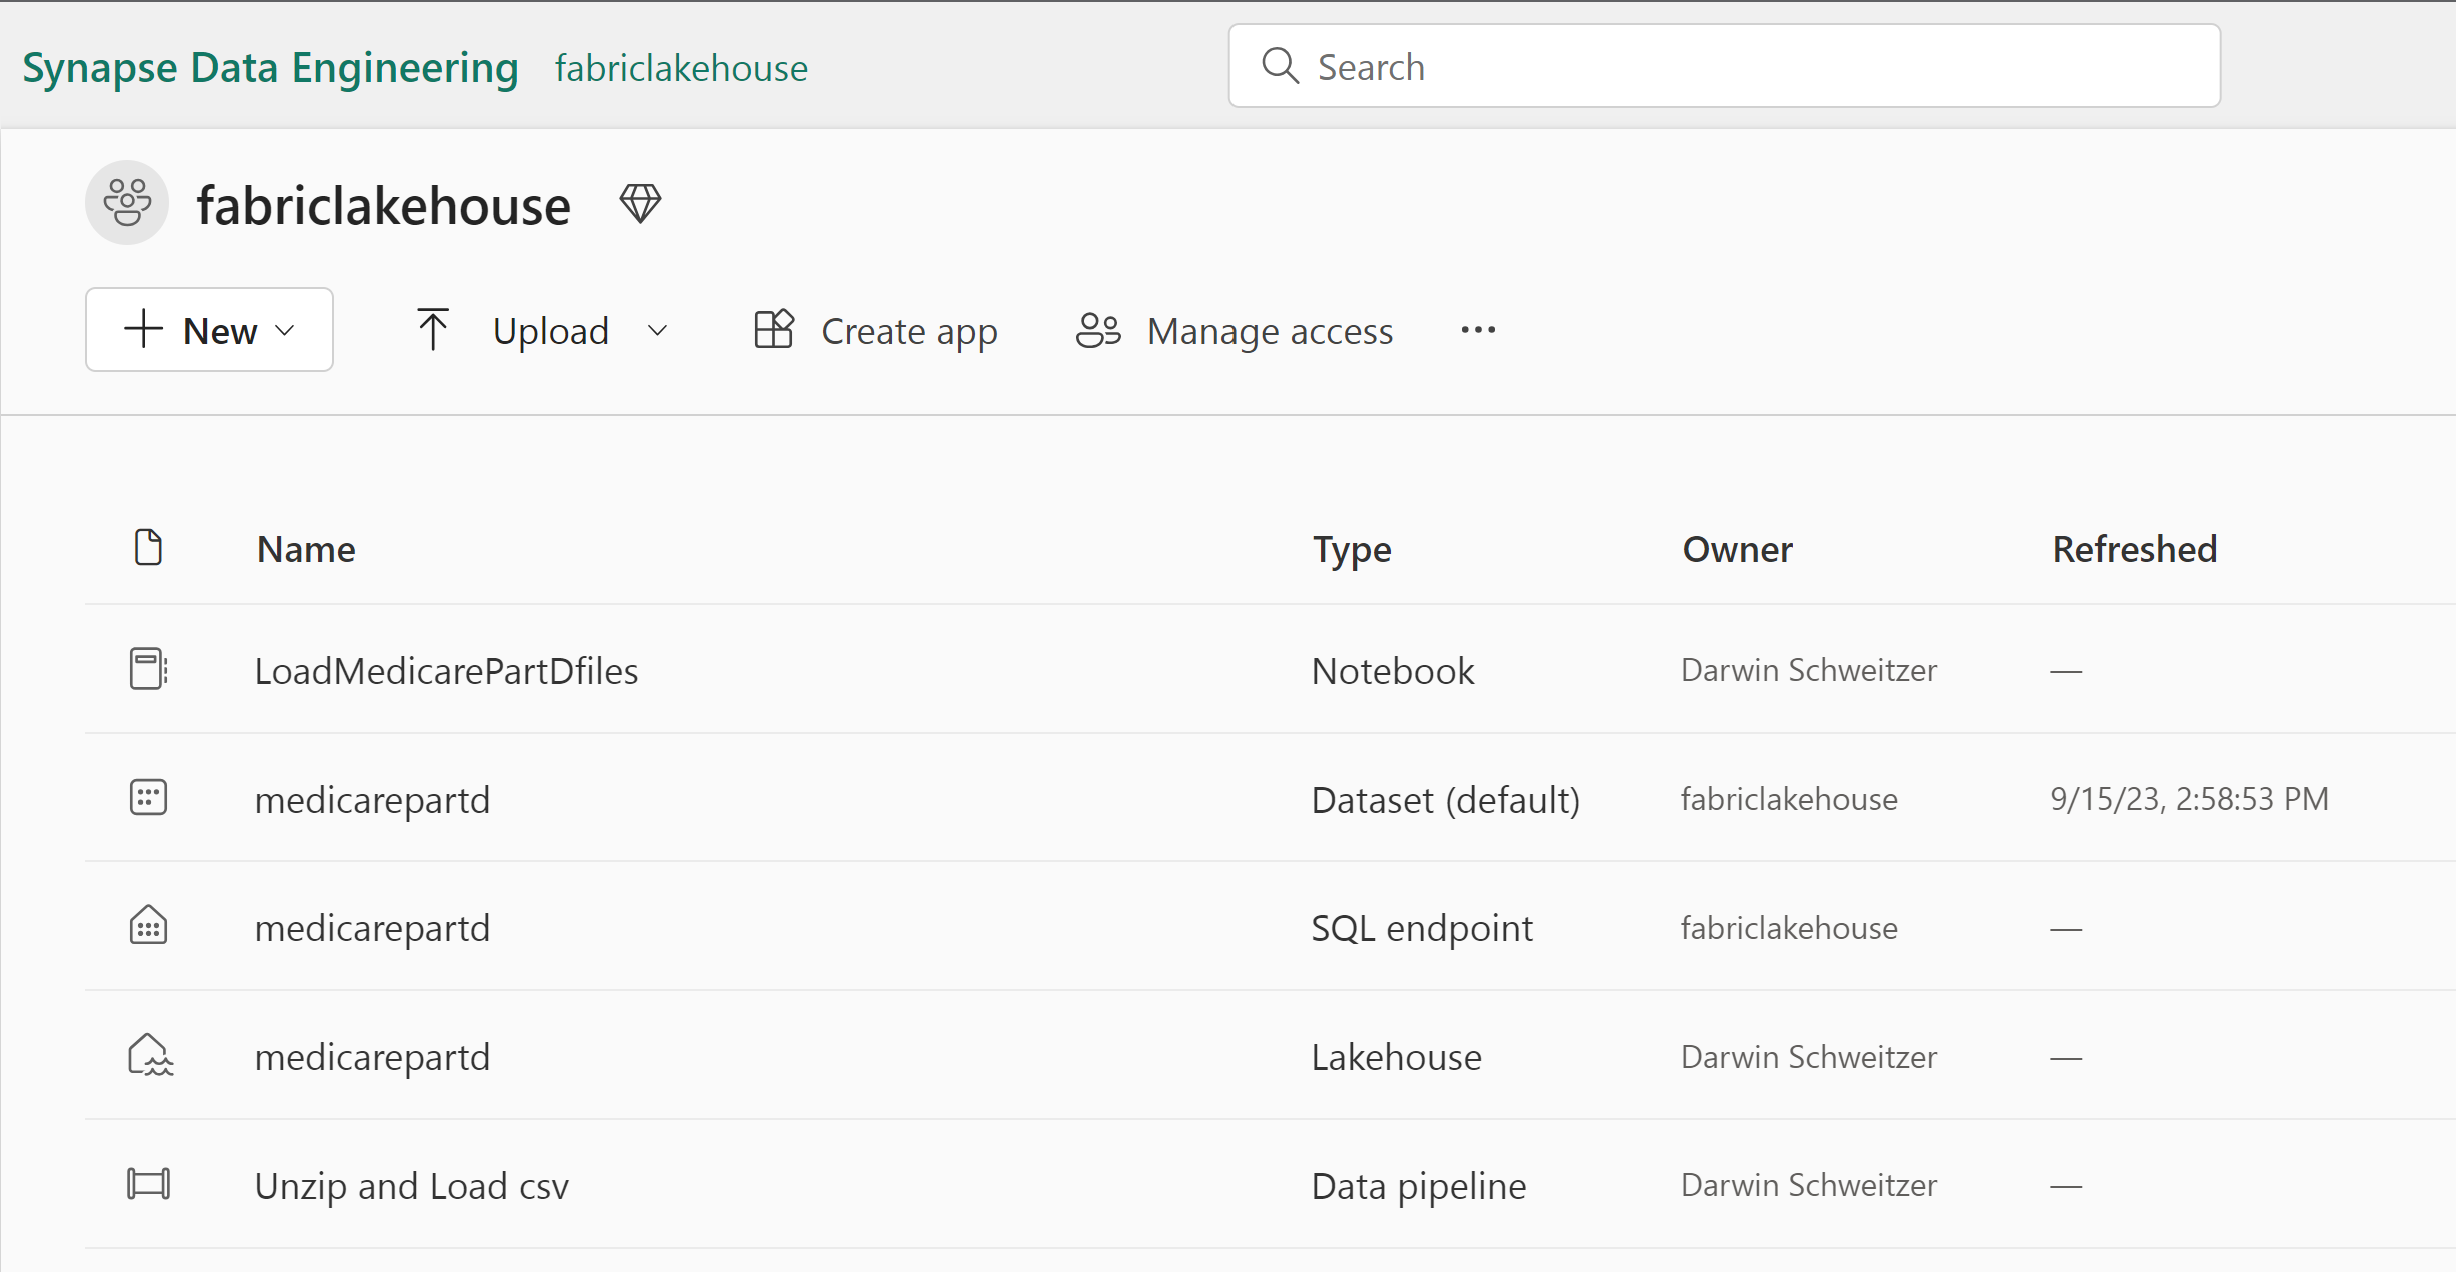 Synapse Data Engineering fabriclakehouse Search
fabriclakehouse
New Upload Create app Manage access
Name Type Owner Refreshed
LoadMedicarePartDfiles Notebook Darwin Schweitzer —
medicarepartd Dataset (default) fabriclakehouse 9/15/23, 2:58:53 PM
medicarepartd SQL endpoint fabriclakehouse —
medicarepartd Lakehouse Darwin Schweitzer —
Unzip and Load csv Data pipeline Darwin Schweitzer —